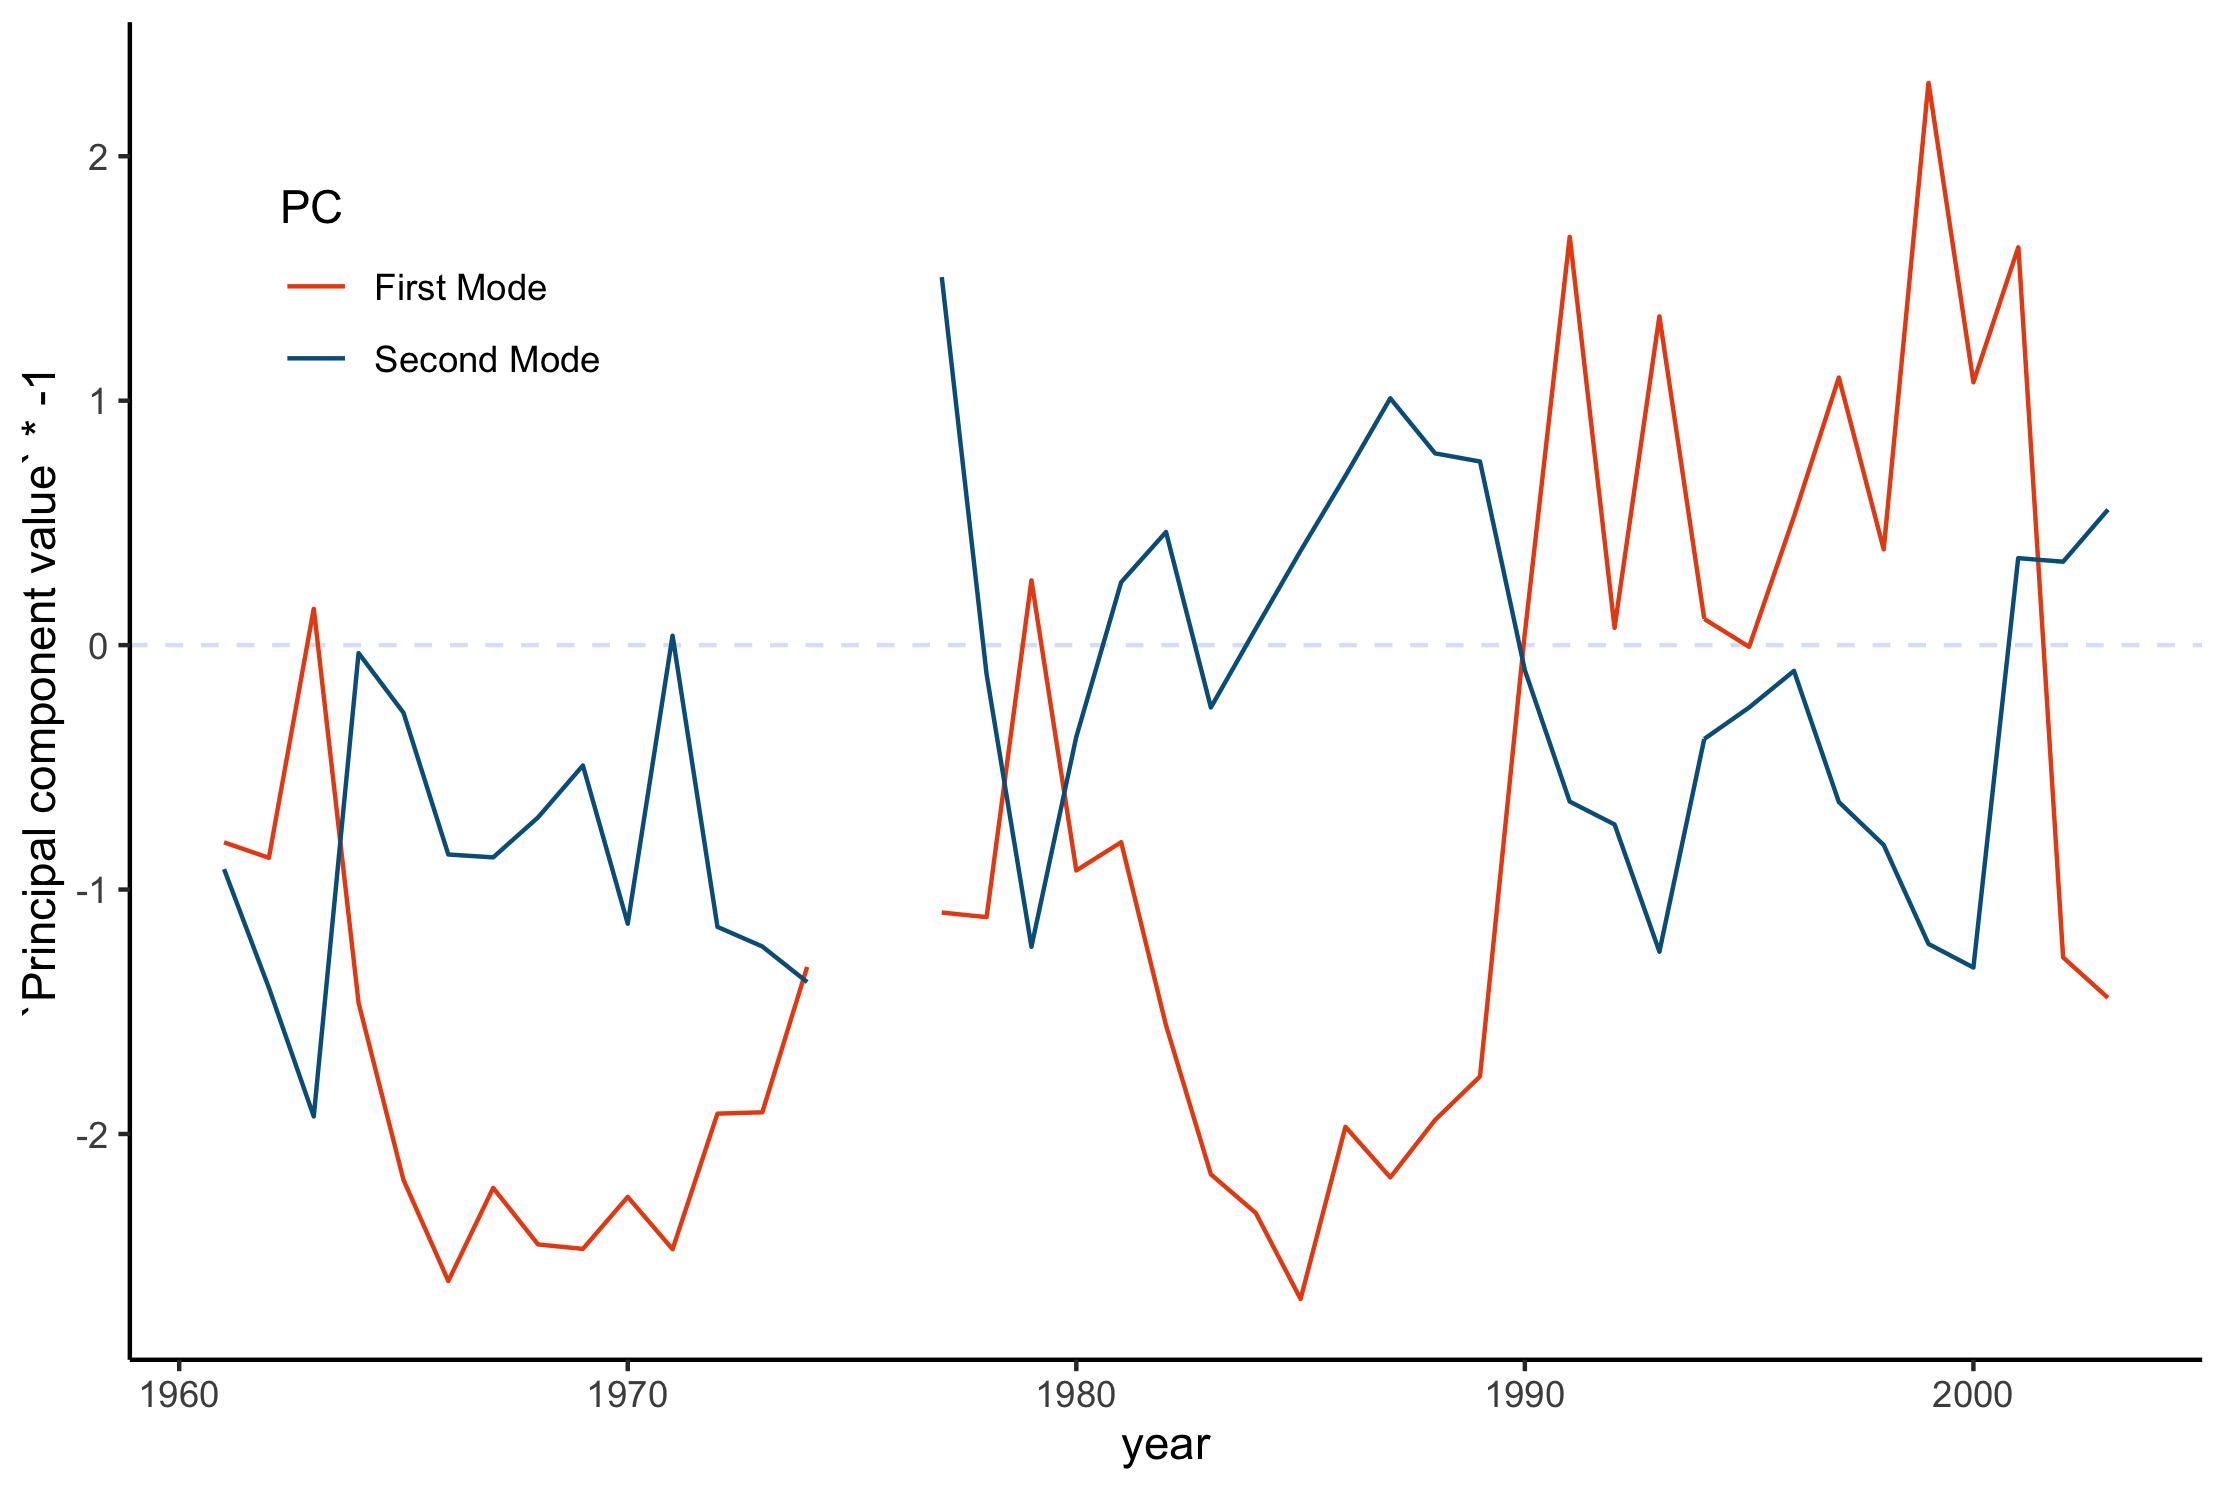 2
1
0
-1
-2
`Principal component value` * -1
PC
First Mode
Second Mode
1960 1970 1980 1990 2000
year